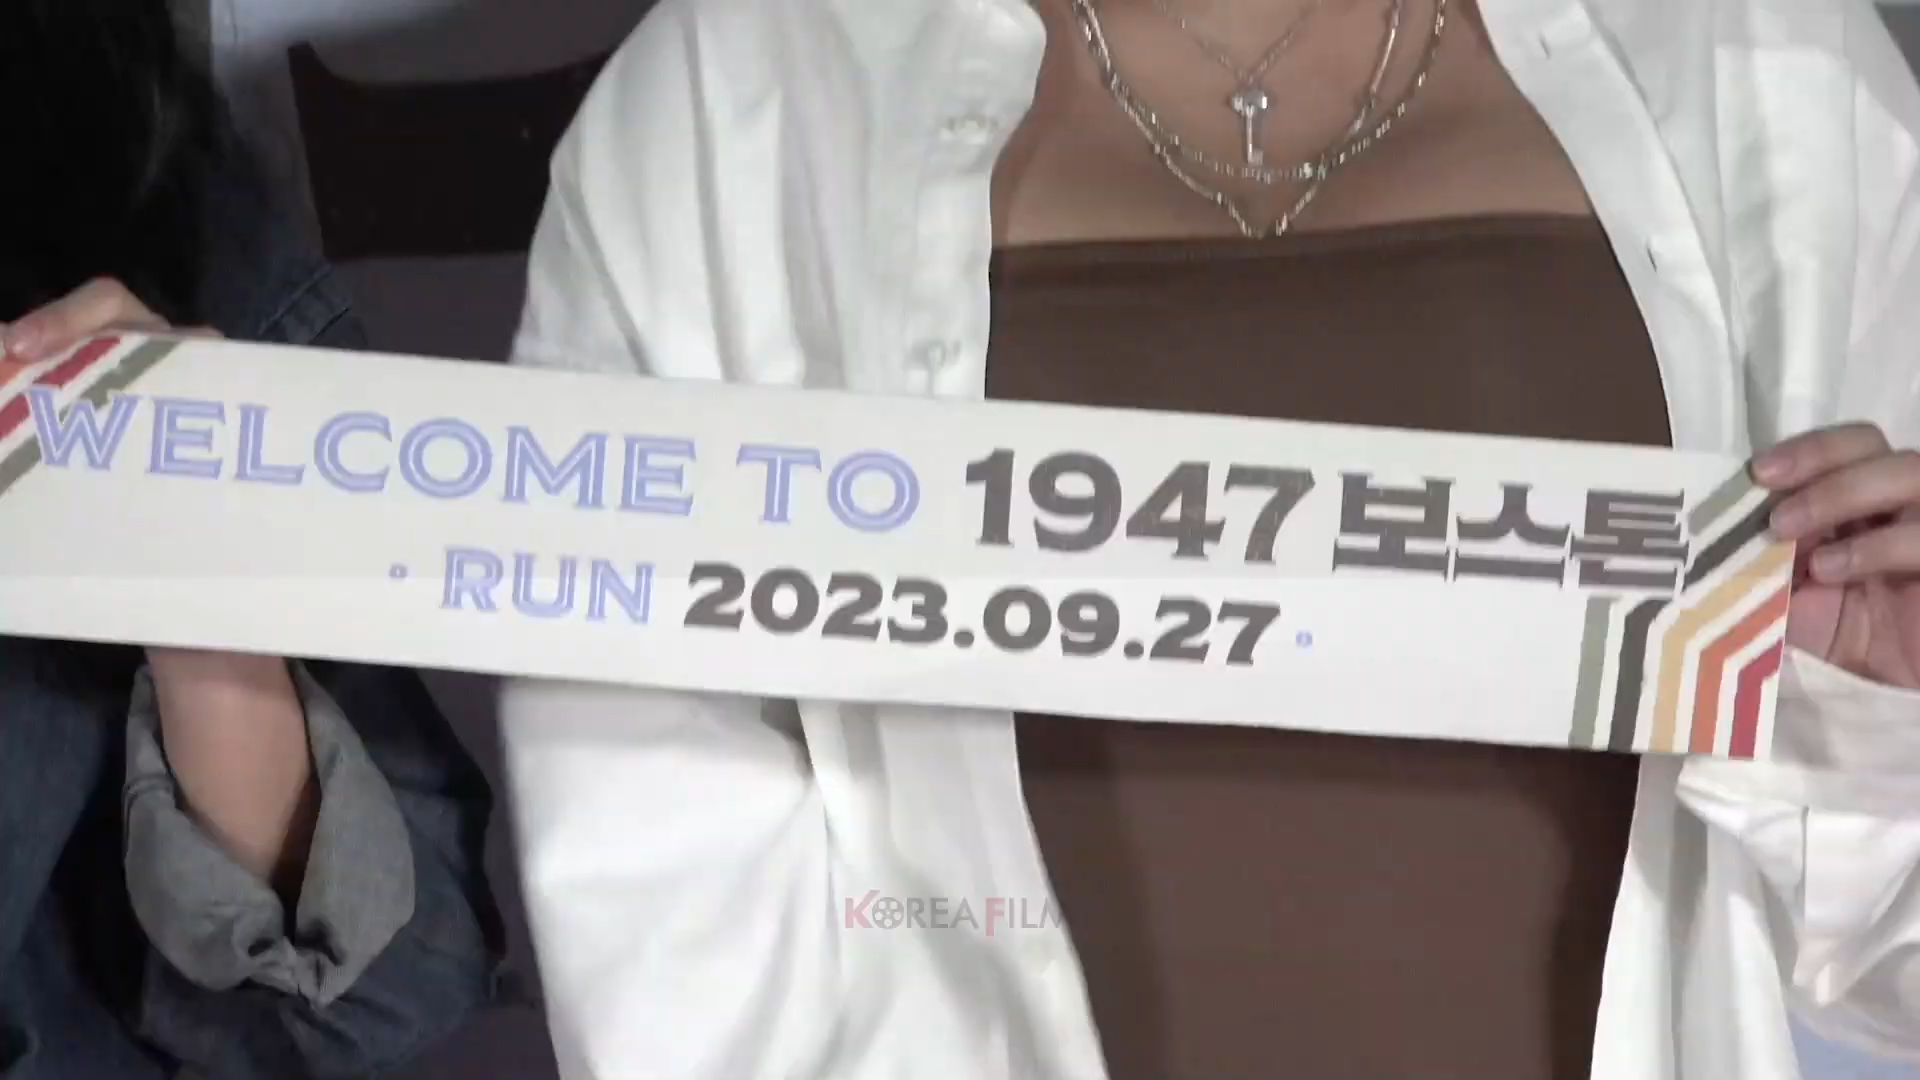 WELCOME TO 1947 보스톤
· RUN 2023.09.27 ·
KOREA FILM